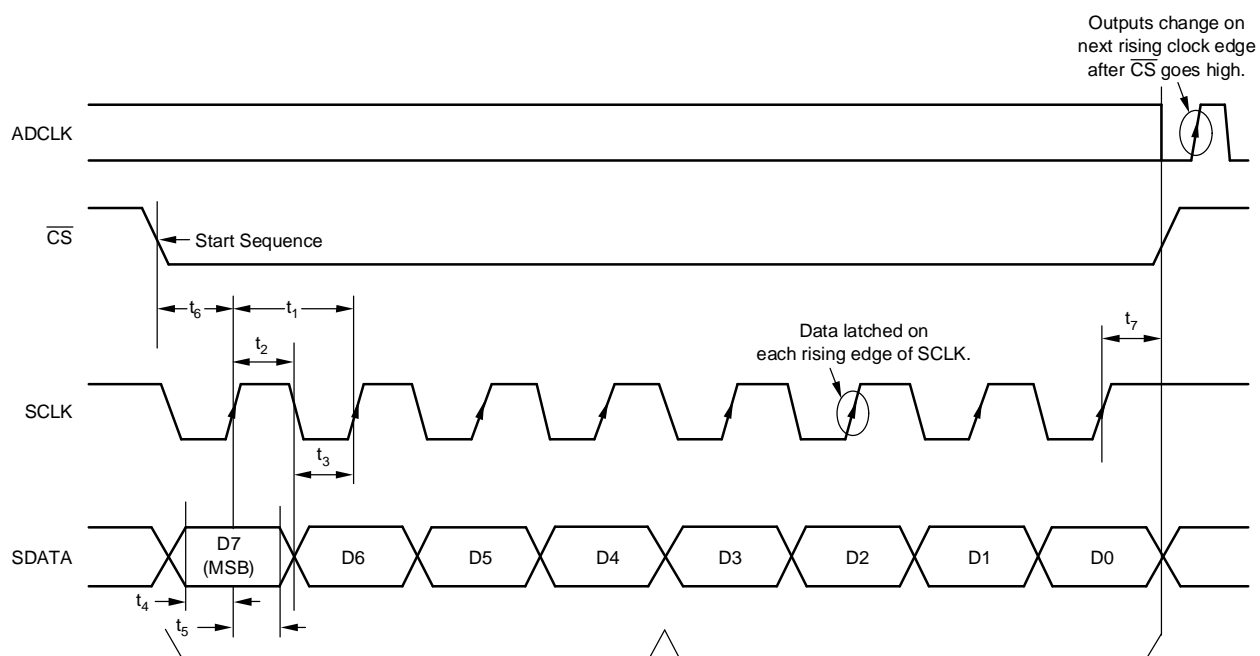 Outputs change on
next rising clock edge
after C̅S̅ goes high.
ADCLK
C̅S̅
Start Sequence
t₆
t₁
t₂
Data latched on
each rising edge of SCLK.
t₇
SCLK
t₃
SDATA
D7
(MSB)
D6
D5
D4
D3
D2
D1
D0
t₄
t₅